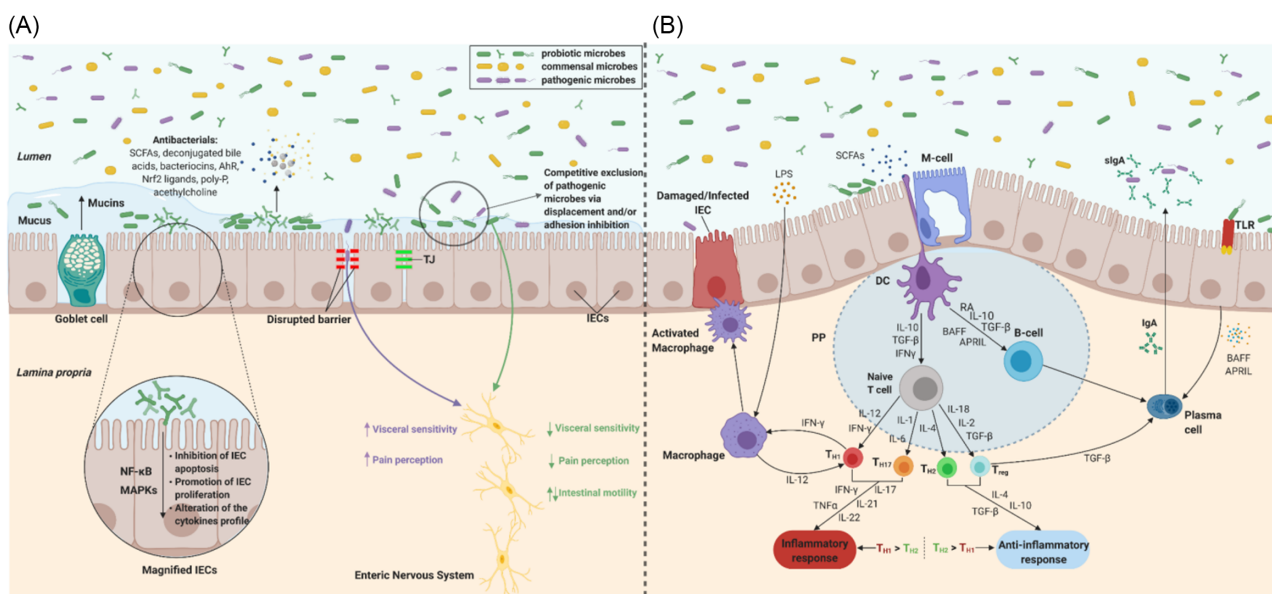 (A)
probiotic microbes
commensal microbes
pathogenic microbes
Antibacterials:
SCFAs, deconjugated bile
acids, bacteriocins, AhR,
Nrf2 ligands, poly-P,
acetylcholine
Lumen
Mucus
Mucins
Competitive exclusion
of pathogenic
microbes via
displacement and/or
adhesion inhibition
TJ
Goblet cell
Disrupted barrier
IECs
Lamina propria
NF-κB
MAPKs
• Inhibition of IEC
apoptosis
• Promotion of IEC
proliferation
• Alteration of the
cytokines profile
Magnified IECs
↑ Visceral sensitivity
↑ Pain perception
↓ Visceral sensitivity
↓ Pain perception
↑↓ Intestinal motility
Enteric Nervous System
(B)
SCFAs
M-cell
sIgA
LPS
Damaged/Infected
IEC
TLR
DC
Activated
Macrophage
PP
RA
IL-10
TGF-β
BAFF
APRIL
B-cell
IL-10
TGF-β
IFNγ
IgA
BAFF
APRIL
Naive
T cell
Plasma
cell
IL-12
IFN-γ
IL-1
IL-6
IL-4
IL-18
IL-2
TGF-β
IFN-γ
Macrophage
IL-12
TH1
TH17
TH2
Treg
TGF-β
IFN-γ
IL-17
TNFα
IL-21
IL-22
IL-4
TGF-β
IL-10
Inflammatory
response
TH1 > TH2
TH2 > TH1
Anti-inflammatory
response